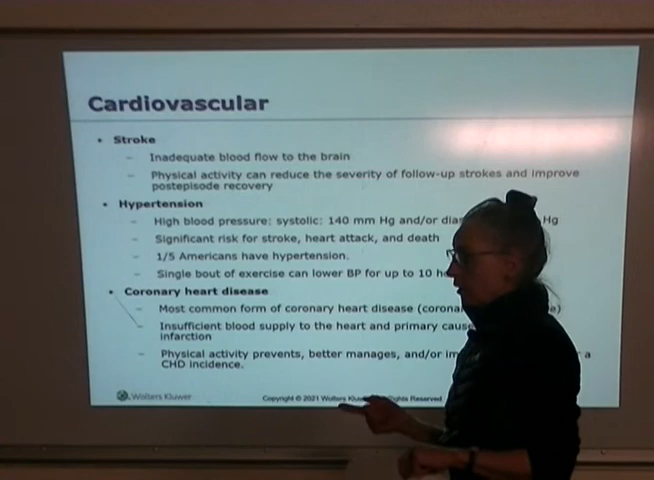 Cardiovascular
• Stroke
– Inadequate blood flow to the brain
– Physical activity can reduce the severity of follow-up strokes and improve
postepisode recovery
• Hypertension
– High blood pressure: systolic: 140 mm Hg and/or dia Hg
– Significant risk for stroke, heart attack, and death
– 1/5 Americans have hypertension.
– Single bout of exercise can lower BP for up to 10 h
• Coronary heart disease
– Most common form of coronary heart disease (corona e)
– Insufficient blood supply to the heart and primary cause
infarction
– Physical activity prevents, better manages, and/or im a
CHD incidence.
Wolters Kluwer
Copyright © 2021 Wolters Kluw Rights Reserved